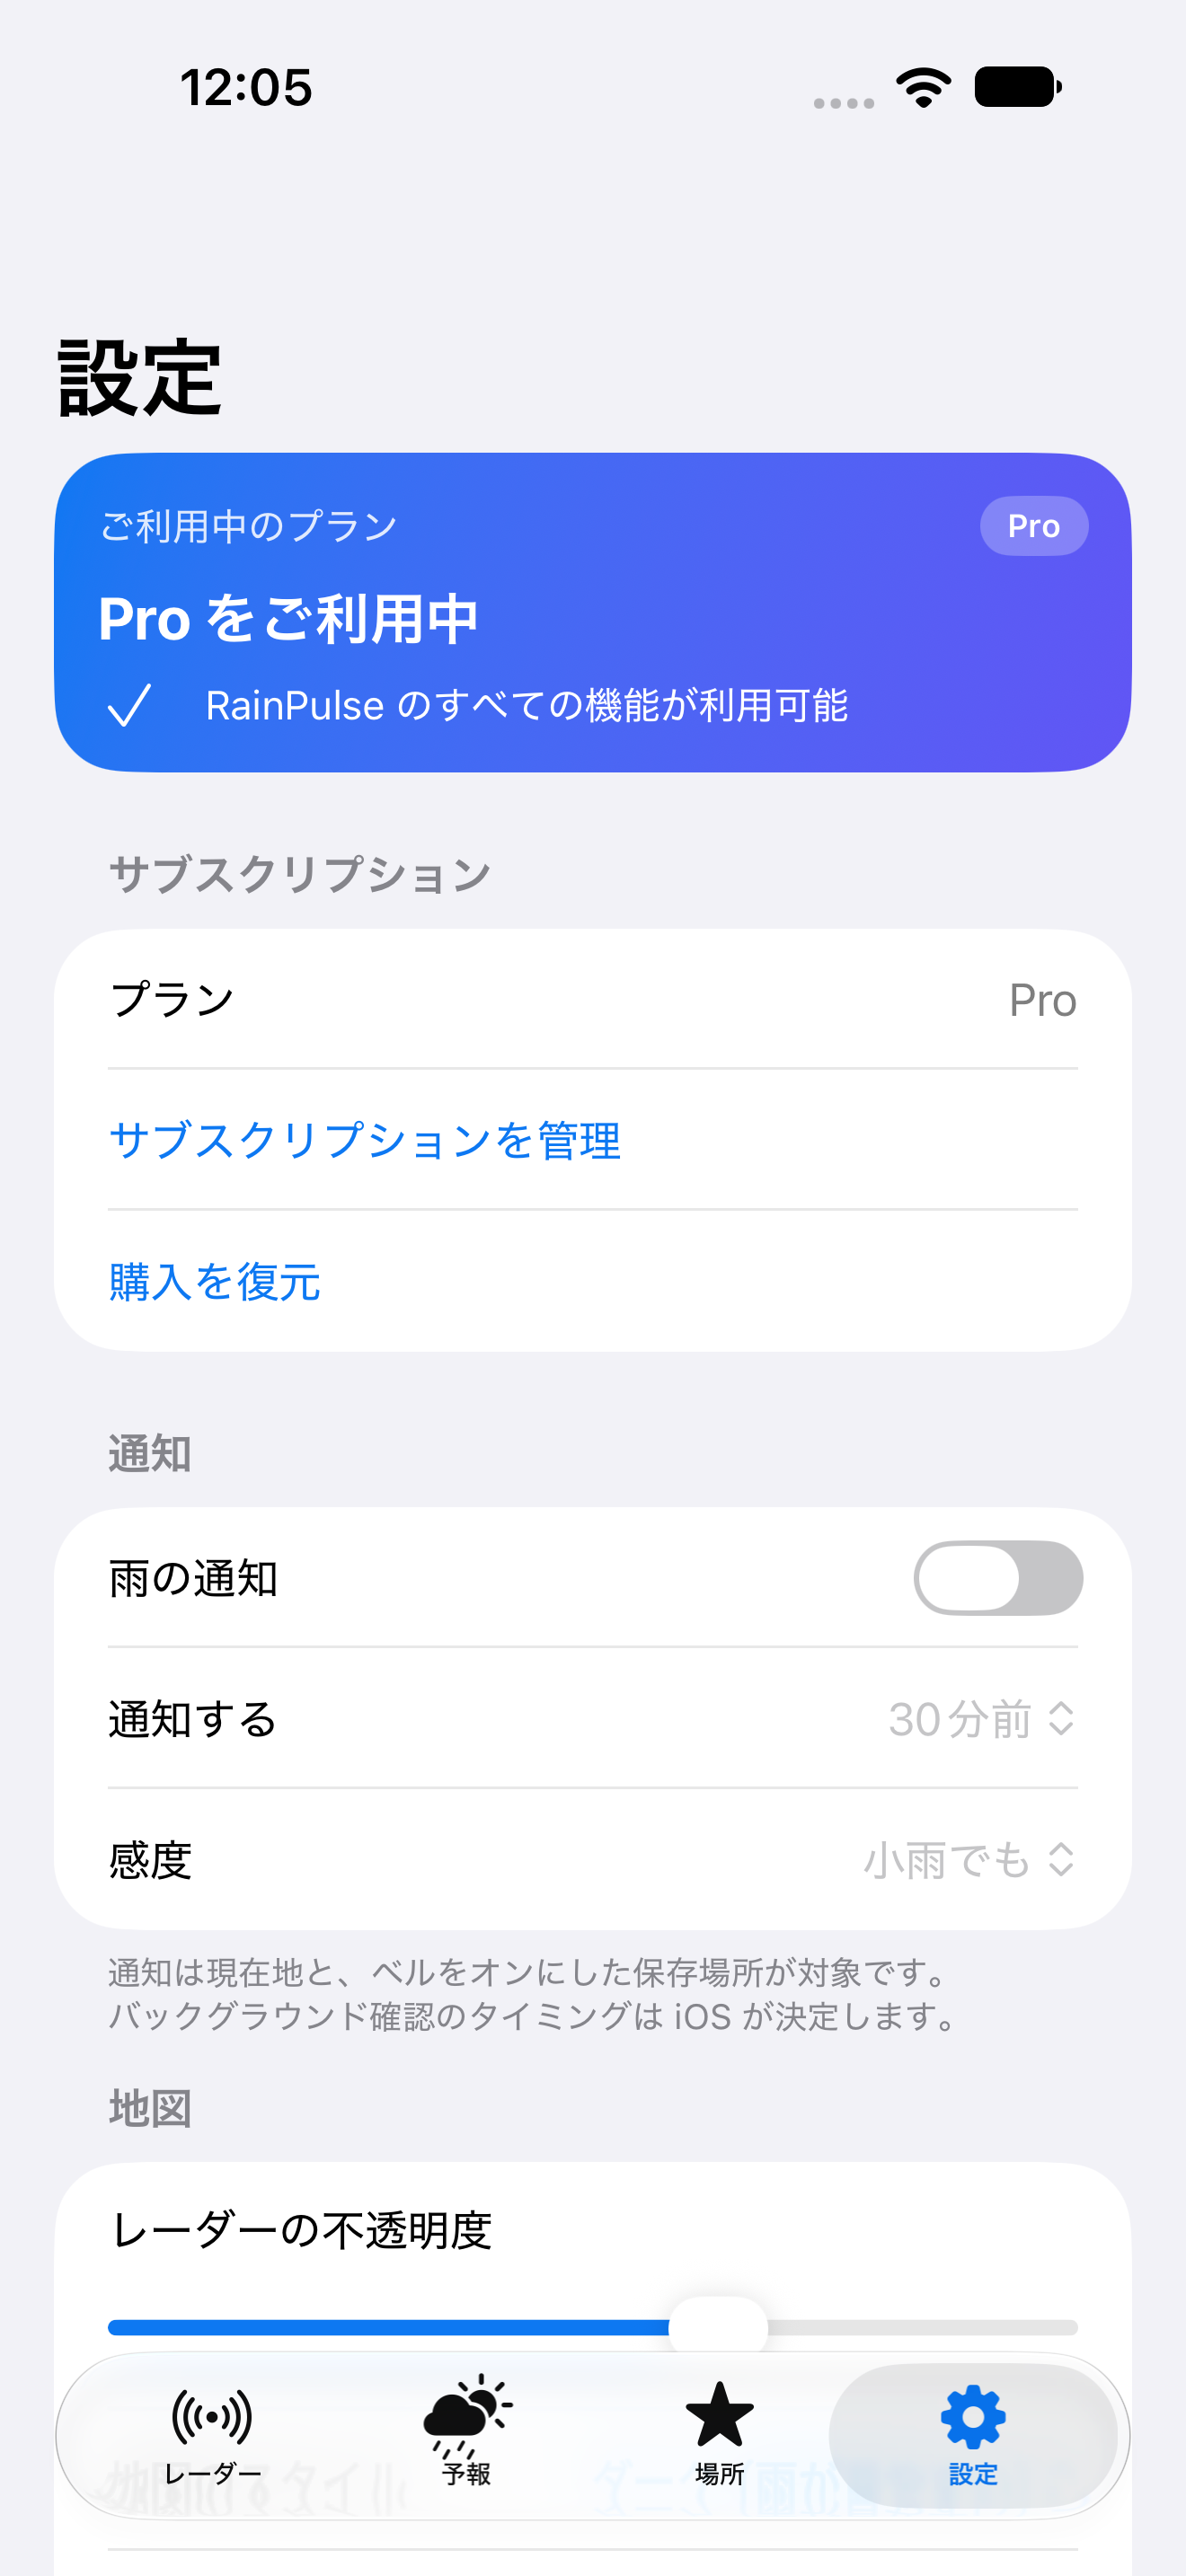 12:05
設定
ご利用中のプラン
Pro
Pro をご利用中
RainPulse のすべての機能が利用可能
サブスクリプション
プラン
Pro
サブスクリプションを管理
購入を復元
通知
雨の通知
通知する
30分前
感度
小雨でも
通知は現在地と、ベルをオンにした保存場所が対象です。
バックグラウンド確認のタイミングは iOS が決定します。
地図
レーダーの不透明度
レーダー
予報
場所
設定